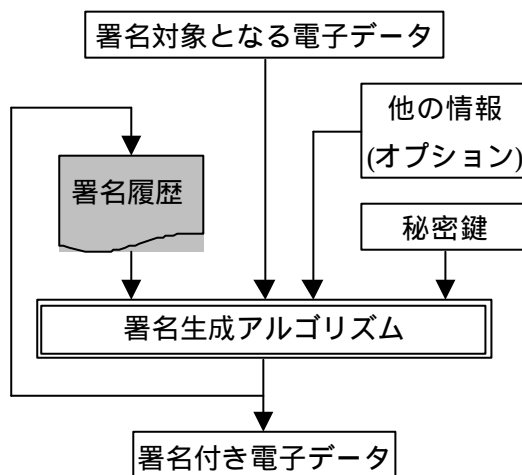 署名対象となる電子データ
他の情報
(オプション)
署名履歴
秘密鍵
署名生成アルゴリズム
署名付き電子データ